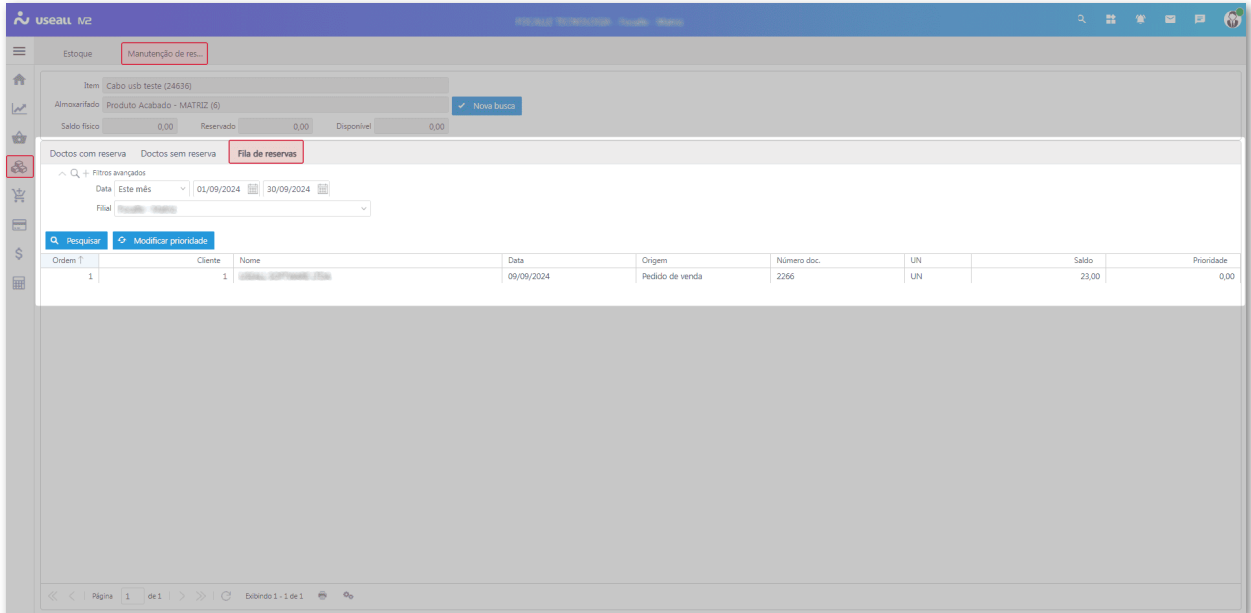 useall M2
Estoque Manutenção de res...
Item Cabo usb teste (24636)
Almoxarifado Produto Acabado - MATRIZ (6) Nova busca
Saldo físico 0,00 Reservado 0,00 Disponível 0,00
Doctos com reserva Doctos sem reserva Fila de reservas
Filtros avançados
Data Este mês 01/09/2024 30/09/2024
Filial
Pesquisar Modificar prioridade
Ordem Cliente Nome Data Origem Número doc. UN Saldo Prioridade
1 1 09/09/2024 Pedido de venda 2266 UN 23,00 0,00
Página 1 de 1 Exibindo 1 - 1 de 1